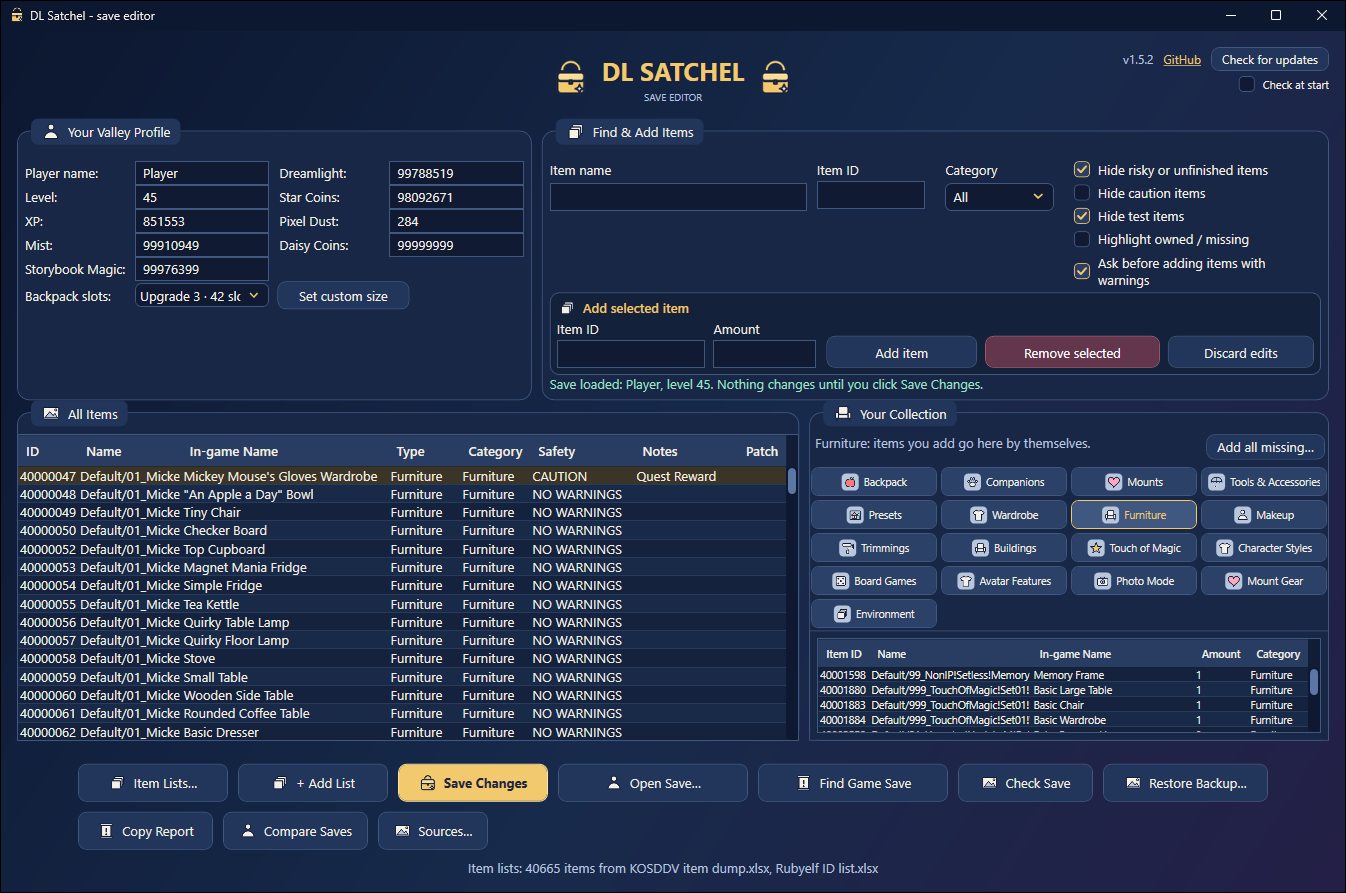 DL Satchel - save editor
DL SATCHEL
SAVE EDITOR
v1.5.2 GitHub Check for updates
Check at start
Your Valley Profile
Player name: Player Dreamlight: 99788519
Level: 45 Star Coins: 98092671
XP: 851553 Pixel Dust: 284
Mist: 99910949 Daisy Coins: 99999999
Storybook Magic: 99976399
Backpack slots: Upgrade 3 · 42 slo Set custom size
Find & Add Items
Item name Item ID Category
All
Hide risky or unfinished items
Hide caution items
Hide test items
Highlight owned / missing
Ask before adding items with
warnings
Add selected item
Item ID Amount
Add item Remove selected Discard edits
Save loaded: Player, level 45. Nothing changes until you click Save Changes.
All Items
ID Name In-game Name Type Category Safety Notes Patch
40000047 Default/01_Micke Mickey Mouse's Gloves Wardrobe Furniture Furniture CAUTION Quest Reward
40000048 Default/01_Micke "An Apple a Day" Bowl Furniture Furniture NO WARNINGS
40000049 Default/01_Micke Tiny Chair Furniture Furniture NO WARNINGS
40000050 Default/01_Micke Checker Board Furniture Furniture NO WARNINGS
40000052 Default/01_Micke Top Cupboard Furniture Furniture NO WARNINGS
40000053 Default/01_Micke Magnet Mania Fridge Furniture Furniture NO WARNINGS
40000054 Default/01_Micke Simple Fridge Furniture Furniture NO WARNINGS
40000055 Default/01_Micke Tea Kettle Furniture Furniture NO WARNINGS
40000056 Default/01_Micke Quirky Table Lamp Furniture Furniture NO WARNINGS
40000057 Default/01_Micke Quirky Floor Lamp Furniture Furniture NO WARNINGS
40000058 Default/01_Micke Stove Furniture Furniture NO WARNINGS
40000059 Default/01_Micke Small Table Furniture Furniture NO WARNINGS
40000060 Default/01_Micke Wooden Side Table Furniture Furniture NO WARNINGS
40000061 Default/01_Micke Rounded Coffee Table Furniture Furniture NO WARNINGS
40000062 Default/01_Micke Basic Dresser Furniture Furniture NO WARNINGS
Your Collection
Furniture: items you add go here by themselves. Add all missing...
Backpack Companions Mounts Tools & Accessories
Presets Wardrobe Furniture Makeup
Trimmings Buildings Touch of Magic Character Styles
Board Games Avatar Features Photo Mode Mount Gear
Environment
Item ID Name In-game Name Amount Category
40001598 Default/99_NonIP!Setless!Memory Memory Frame 1 Furniture
40001880 Default/999_TouchOfMagic!Set01! Basic Large Table 1 Furniture
40001883 Default/999_TouchOfMagic!Set01! Basic Chair 1 Furniture
40001884 Default/999_TouchOfMagic!Set01! Basic Wardrobe 1 Furniture
Item Lists... + Add List Save Changes Open Save... Find Game Save Check Save Restore Backup...
Copy Report Compare Saves Sources...
Item lists: 40665 items from KOSDDV item dump.xlsx, Rubyelf ID list.xlsx